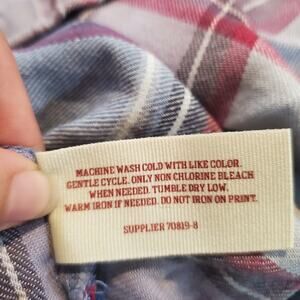 MACHINE WASH COLD WITH LIKE COLOR.
GENTLE CYCLE. ONLY NON CHLORINE BLEACH
WHEN NEEDED. TUMBLE DRY LOW.
WARM IRON IF NEEDED. DO NOT IRON ON PRINT.
SUPPLIER 70819-8